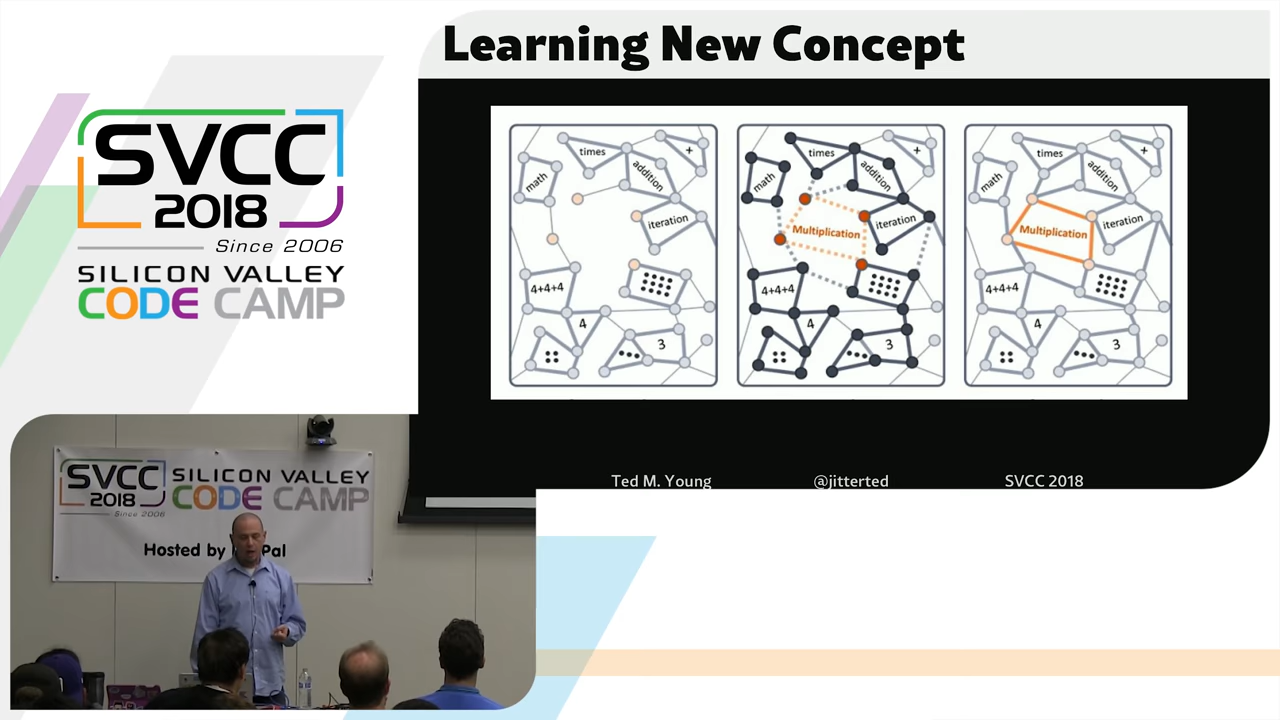 Learning New Concept
SVCC
2018
Since 2006
SILICON VALLEY
CODE CAMP
times
+
math
addition
iteration
4+4+4
4
3
times
+
math
addition
iteration
Multiplication
4+4+4
4
3
times
+
math
addition
iteration
Multiplication
4+4+4
4
3
Ted M. Young
@jitterted
SVCC 2018
SVCC
2018
Since 2006
SILICON VALLEY
CODE CAMP
Hosted by Pal